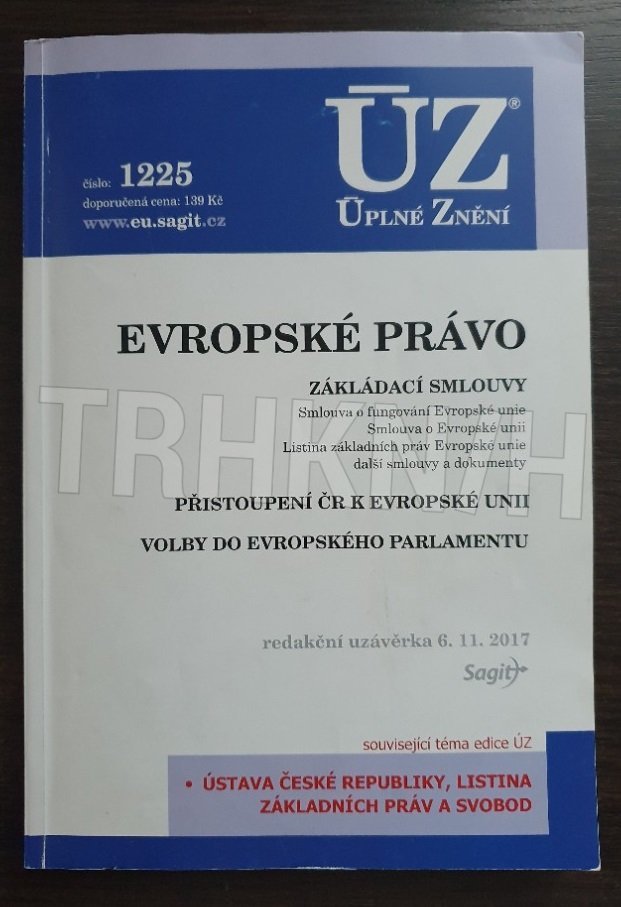 ÚZ®
ÚPLNÉ ZNĚNÍ
číslo: 1225
doporučená cena: 139 Kč
www.eu.sagit.cz
EVROPSKÉ PRÁVO
ZÁKLÁDACÍ SMLOUVY
Smlouva o fungování Evropské unie
Smlouva o Evropské unii
Listina základních práv Evropské unie
další smlouvy a dokumenty
TRHKNIH
PŘISTOUPENÍ ČR K EVROPSKÉ UNII
VOLBY DO EVROPSKÉHO PARLAMENTU
redakční uzávěrka 6. 11. 2017
Sagit
související téma edice ÚZ
• ÚSTAVA ČESKÉ REPUBLIKY, LISTINA
ZÁKLADNÍCH PRÁV A SVOBOD